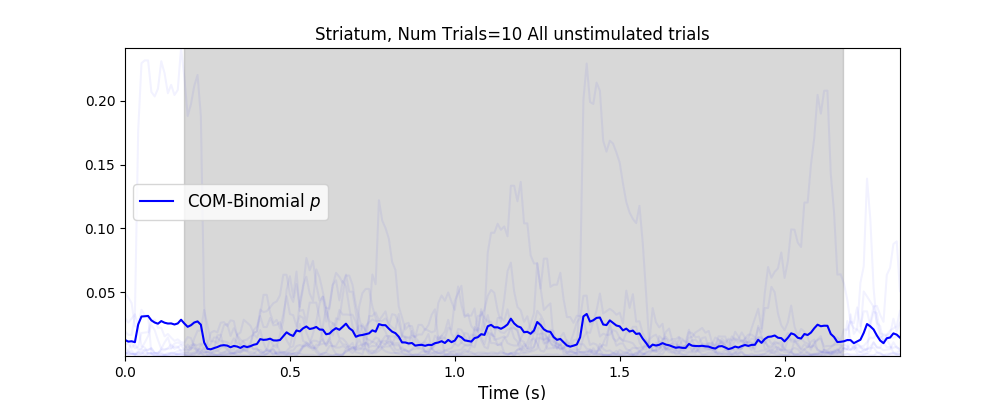 Striatum, Num Trials=10 All unstimulated trials
0.20
0.15
0.10
0.05
COM-Binomial p
0.0 0.5 1.0 1.5 2.0
Time (s)